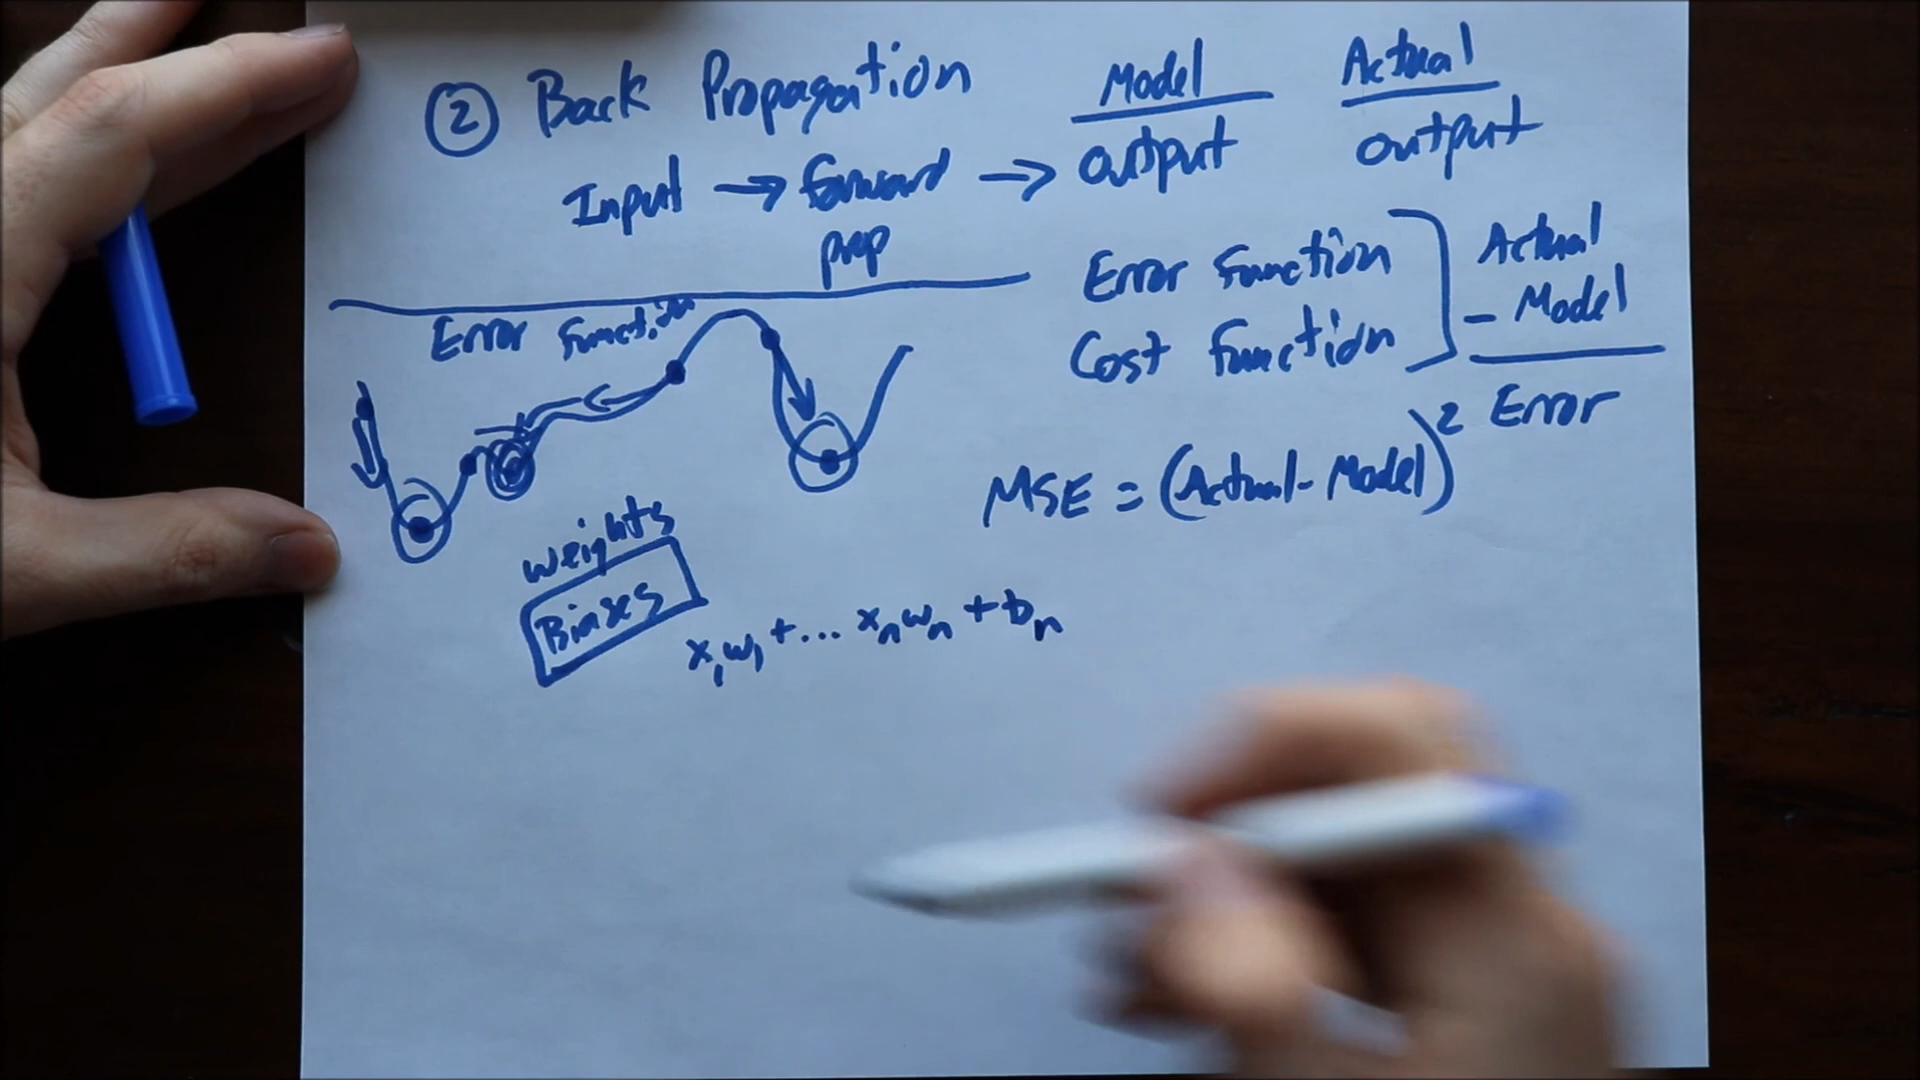 ② Back Propagation
Input → forward prop → Model output
Actual output
Error function
Cost function
Actual
- Model
Error
MSE = (Actual - Model)²
Error function
weights
Biases
x₁w₁ + ... xₙwₙ + bₙ